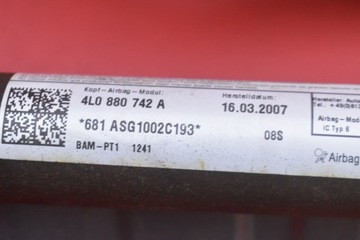 Kopf-Airbag-Modul:
4L0 880 742 A
*681 ASG1002C193*
BAM-PT1 1241
Herstelldatum:
16.03.2007
08S
Hersteller
IC Typ 6
Airbag